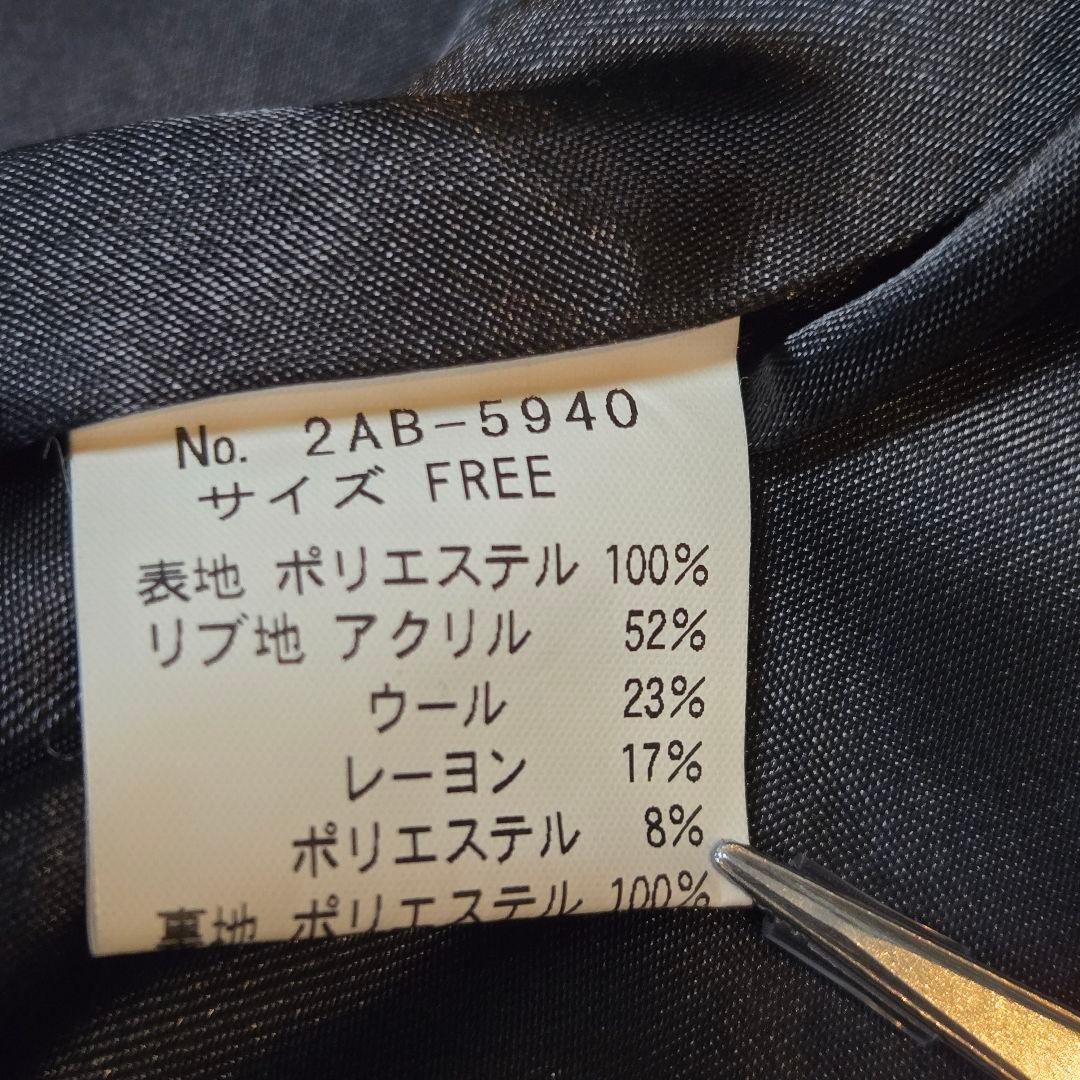 No. 2AB-5940
サイズ FREE
表地 ポリエステル 100%
リブ地 アクリル 52%
ウール 23%
レーヨン 17%
ポリエステル 8%
裏地 ポリエステル 100%